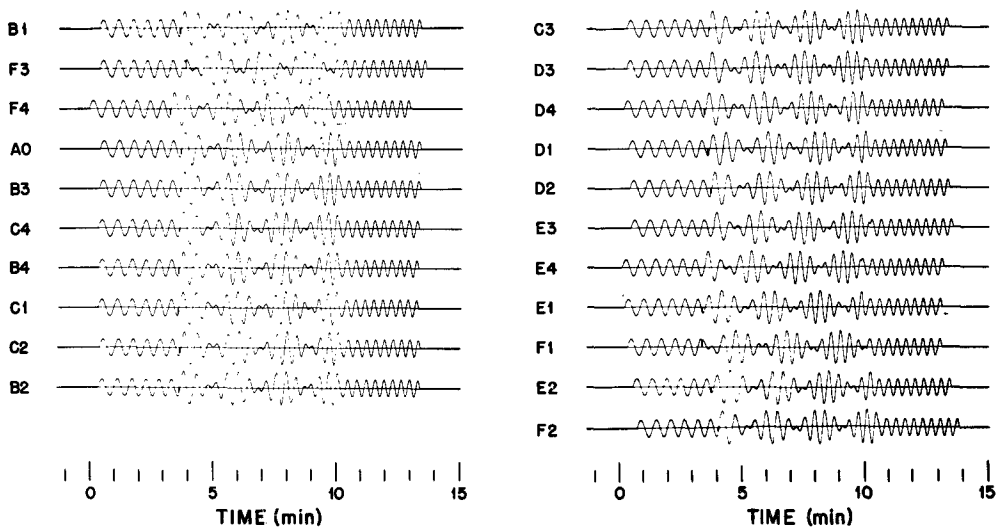 B1
F3
F4
A0
B3
C4
B4
C1
C2
B2
0 5 10 15
TIME (min)
C3
D3
D4
D1
D2
E3
E4
E1
F1
E2
F2
0 5 10 15
TIME (min)